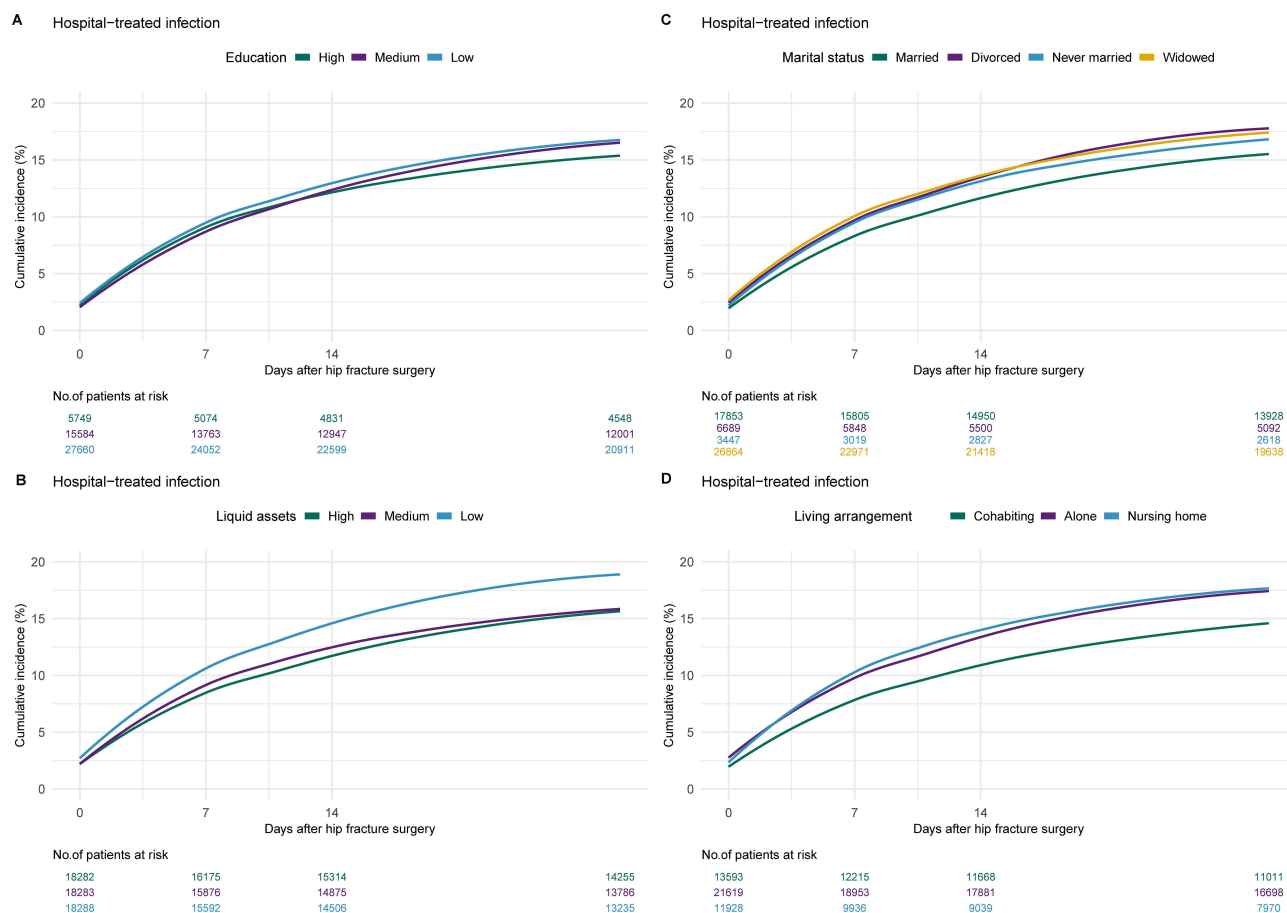 A Hospital−treated infection
Education High Medium Low
Cumulative incidence (%)
20
15
10
5
0
0 7 14
Days after hip fracture surgery
No.of patients at risk
5749 5074 4831 4548
15584 13763 12947 12001
27660 24052 22599 20911
C Hospital−treated infection
Marital status Married Divorced Never married Widowed
Cumulative incidence (%)
20
15
10
5
0
0 7 14
Days after hip fracture surgery
No.of patients at risk
17853 15805 14950 13928
6689 5848 5500 5092
3447 3019 2827 2618
26864 22971 21418 19638
B Hospital−treated infection
Liquid assets High Medium Low
Cumulative incidence (%)
20
15
10
5
0
0 7 14
Days after hip fracture surgery
No.of patients at risk
18282 16175 15314 14255
18283 15876 14875 13786
18288 15592 14506 13235
D Hospital−treated infection
Living arrangement Cohabiting Alone Nursing home
Cumulative incidence (%)
20
15
10
5
0
0 7 14
Days after hip fracture surgery
No.of patients at risk
13593 12215 11668 11011
21619 18953 17881 16698
11928 9936 9039 7970